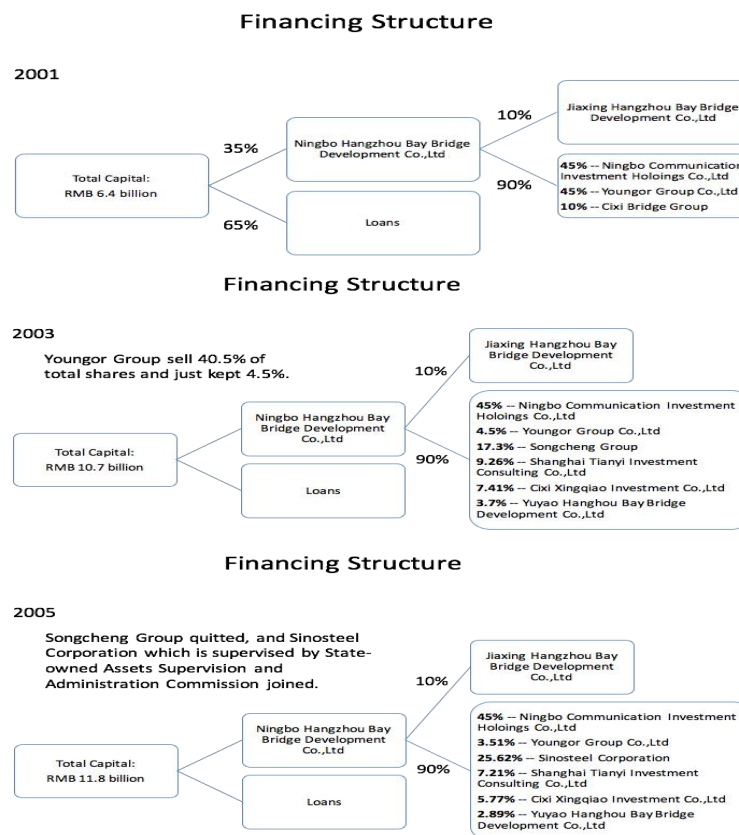 Financing Structure
2001
Total Capital:
RMB 6.4 billion
35%
65%
Ningbo Hangzhou Bay Bridge
Development Co.,Ltd
Loans
10%
90%
Jiaxing Hangzhou Bay Bridge
Development Co.,Ltd
45% -- Ningbo Communication
Investment Holoings Co.,Ltd
45% -- Youngor Group Co.,Ltd
10% -- Cixi Bridge Group
Financing Structure
2003
Youngor Group sell 40.5% of
total shares and just kept 4.5%.
Total Capital:
RMB 10.7 billion
Ningbo Hangzhou Bay
Bridge Development
Co.,Ltd
Loans
10%
90%
Jiaxing Hangzhou Bay
Bridge Development
Co.,Ltd
45% -- Ningbo Communication Investment
Holoings Co.,Ltd
4.5% -- Youngor Group Co.,Ltd
17.3% -- Songcheng Group
9.26% -- Shanghai Tianyi Investment
Consulting Co.,Ltd
7.41% -- Cixi Xingqiao Investment Co.,Ltd
3.7% -- Yuyao Hanghou Bay Bridge
Development Co.,Ltd
Financing Structure
2005
Songcheng Group quitted, and Sinosteel
Corporation which is supervised by State-
owned Assets Supervision and
Administration Commission joined.
Total Capital:
RMB 11.8 billion
Ningbo Hangzhou Bay
Bridge Development
Co.,Ltd
Loans
10%
90%
Jiaxing Hangzhou Bay
Bridge Development
Co.,Ltd
45% -- Ningbo Communication Investment
Holoings Co.,Ltd
3.51% -- Youngor Group Co.,Ltd
25.62% -- Sinosteel Corporation
7.21% -- Shanghai Tianyi Investment
Consulting Co.,Ltd
5.77% -- Cixi Xingqiao Investment Co.,Ltd
2.89% -- Yuyao Hanghou Bay Bridge
Development Co.,Ltd